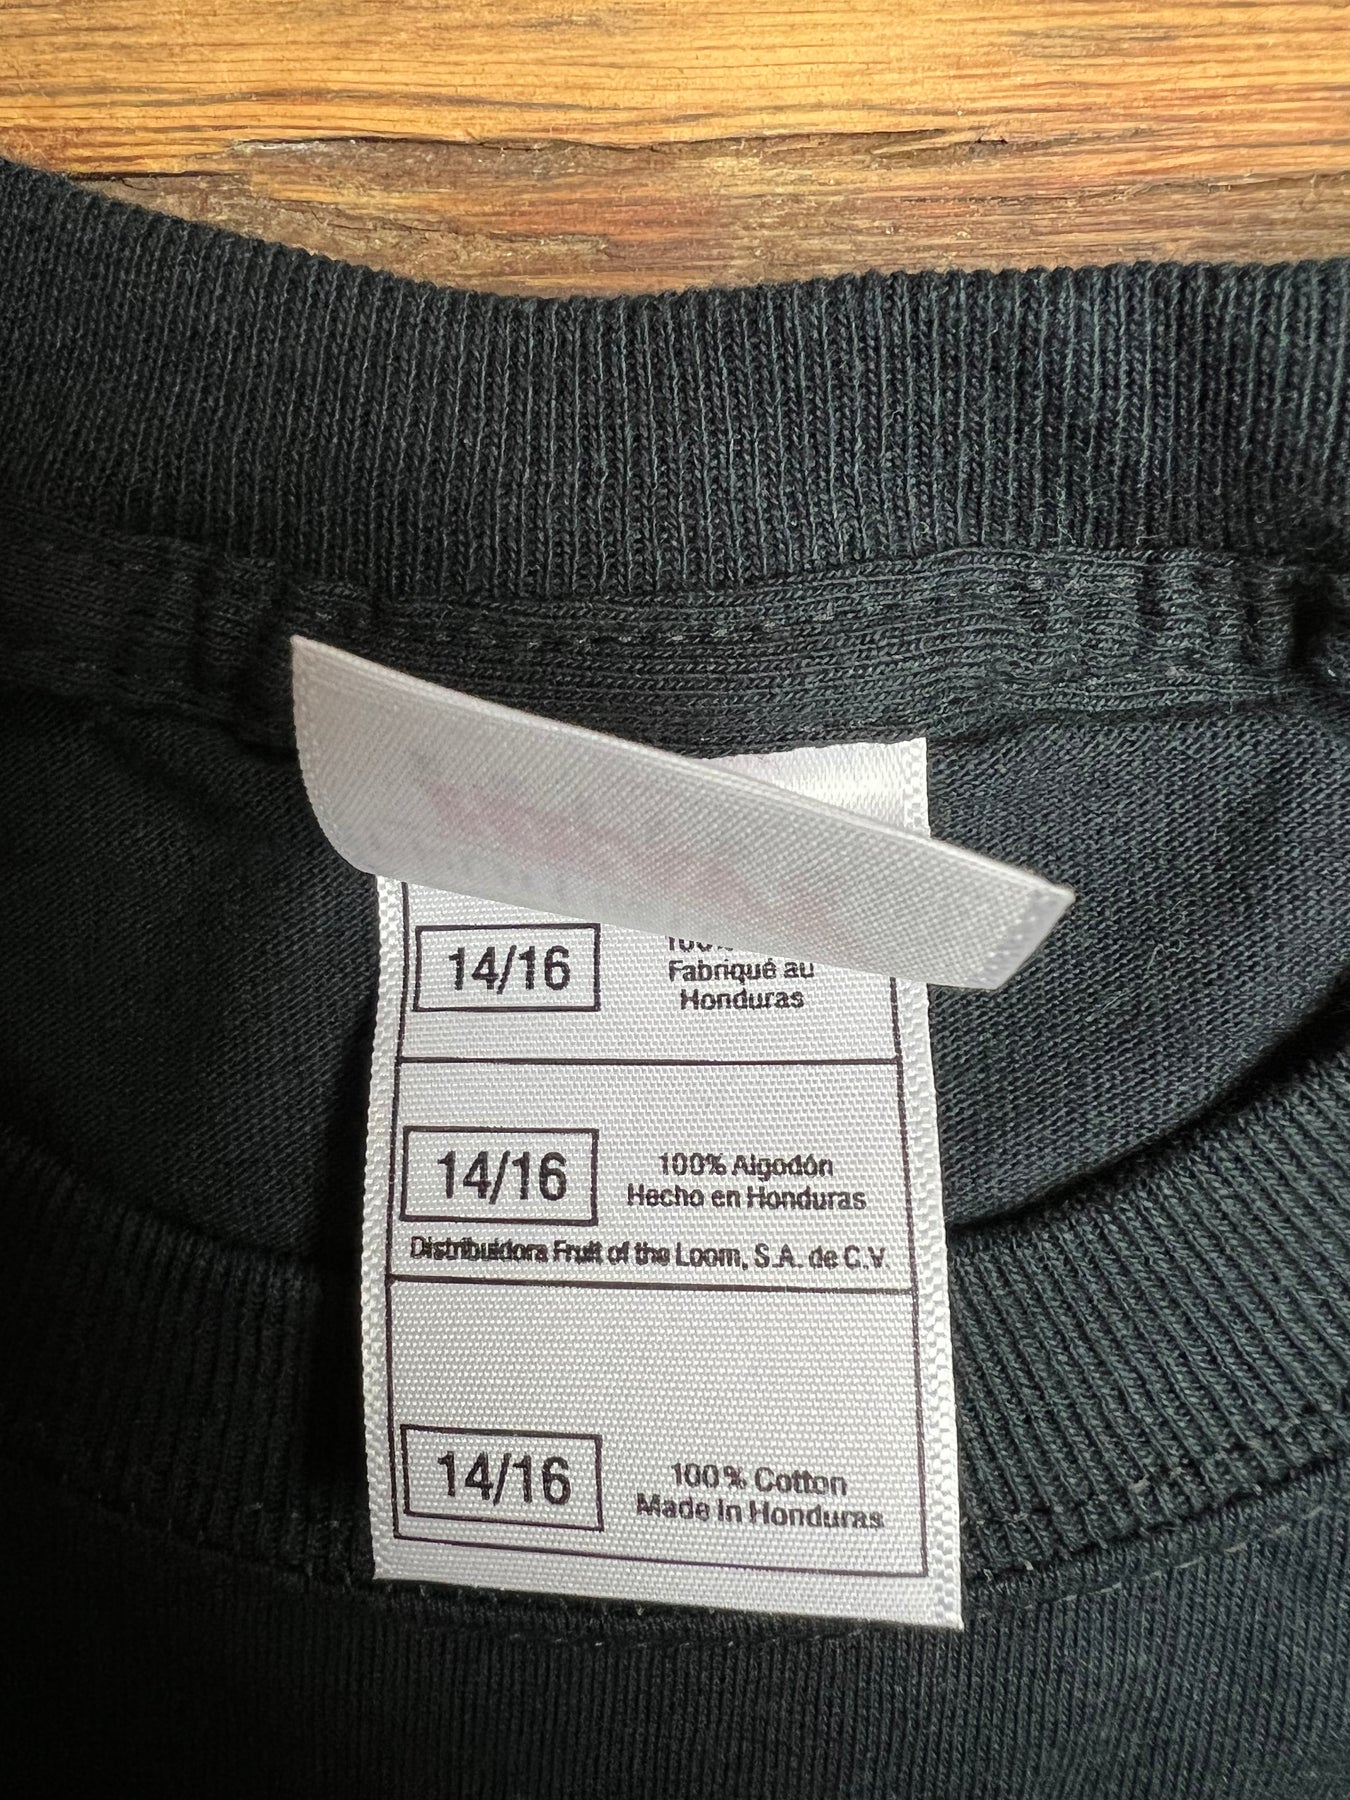 14/16
Fabriqué au
Honduras
14/16
100% Algodón
Hecho en Honduras
Distribuidora Fruit of the Loom, S.A. de C.V.
14/16
100% Cotton
Made in Honduras